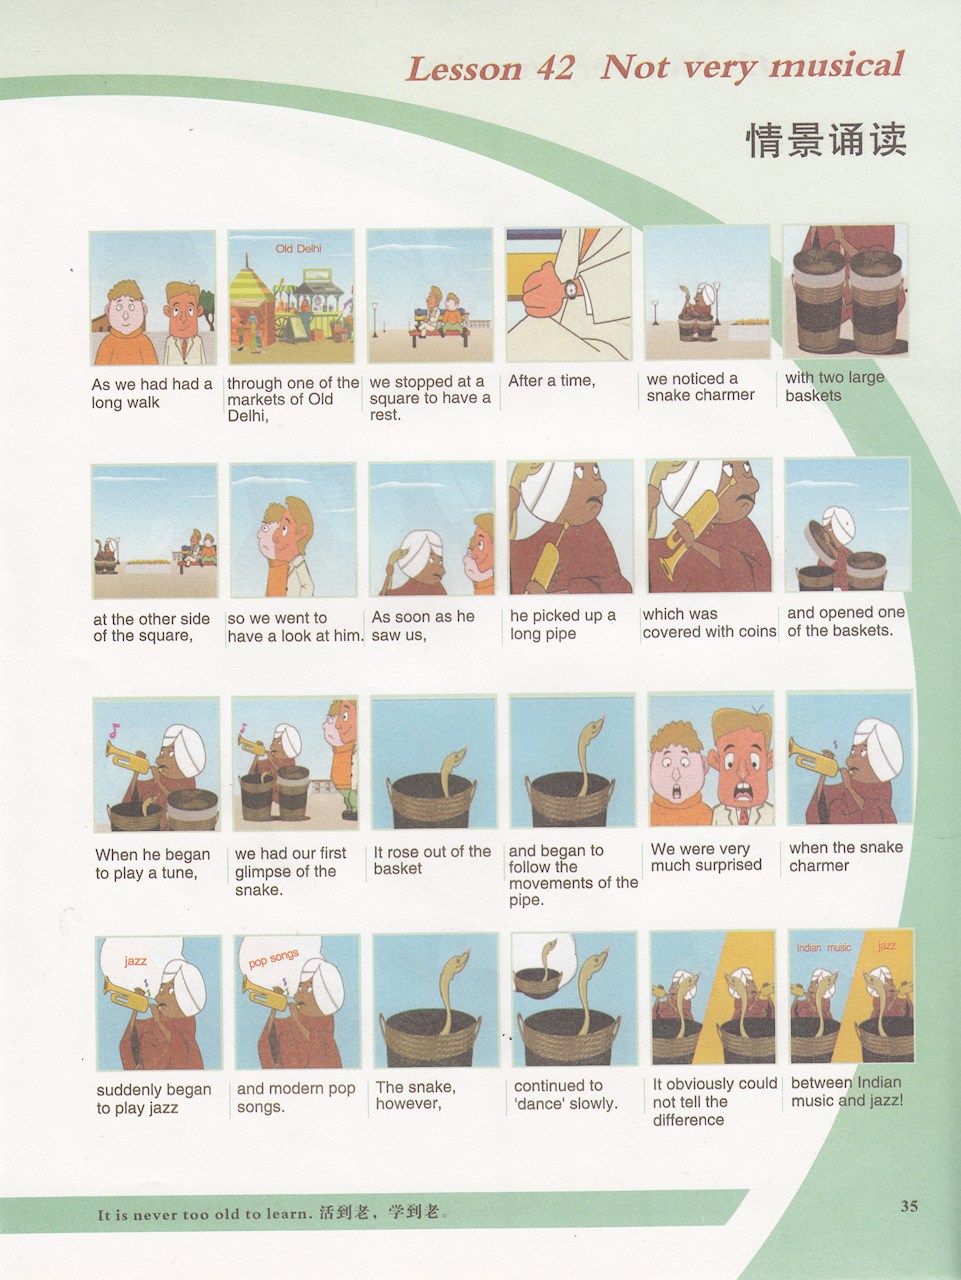 Lesson 42 Not very musical
情景诵读
Old Delhi
As we had had a
long walk
through one of the
markets of Old
Delhi,
we stopped at a
square to have a
rest.
After a time,
we noticed a
snake charmer
with two large
baskets
at the other side
of the square,
so we went to
have a look at him.
As soon as he
saw us,
he picked up a
long pipe
which was
covered with coins
and opened one
of the baskets.
When he began
to play a tune,
we had our first
glimpse of the
snake.
It rose out of the
basket
and began to
follow the
movements of the
pipe.
We were very
much surprised
when the snake
charmer
jazz
pop songs
Indian music
jazz
suddenly began
to play jazz
and modern pop
songs.
The snake,
however,
continued to
'dance' slowly.
It obviously could
not tell the
difference
between Indian
music and jazz!
It is never too old to learn. 活到老，学到老。
35